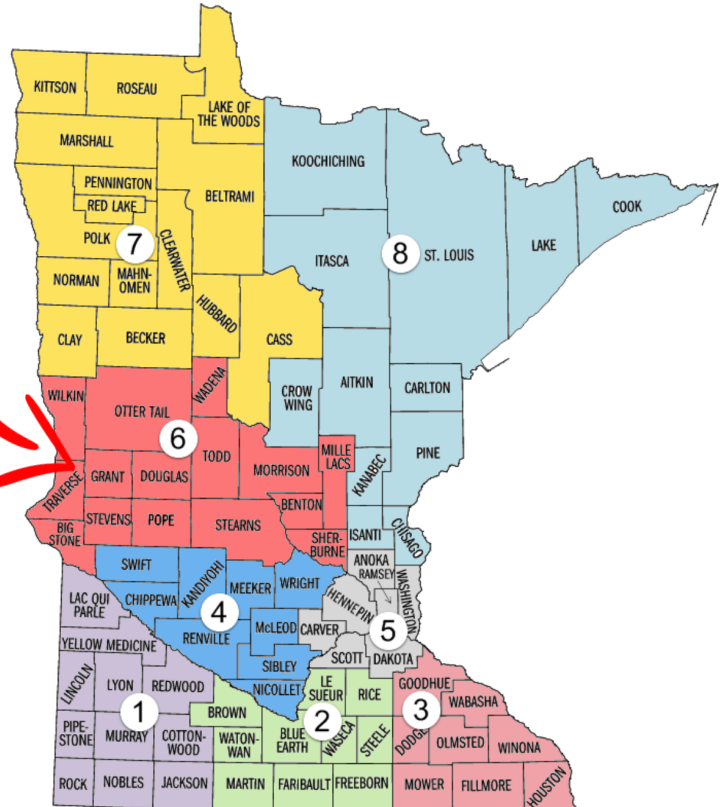 KITTSON
ROSEAU
LAKE OF
THE WOODS
MARSHALL
KOOCHICHING
PENNINGTON
BELTRAMI
RED LAKE
COOK
POLK
7
CLEARWATER
ITASCA
8
ST. LOUIS
LAKE
NORMAN
MAHN-
OMEN
HUBBARD
CLAY
BECKER
CASS
WILKIN
OTTER TAIL
WADENA
CROW
WING
AITKIN
CARLTON
6
TODD
MILLE
LACS
PINE
TRAVERSE
GRANT
DOUGLAS
MORRISON
KANABEC
BENTON
BIG
STONE
STEVENS
POPE
STEARNS
SHER-
BURNE
ISANTI
CHISAGO
SWIFT
KANDIYOHI
MEEKER
WRIGHT
ANOKA
RAMSEY
WASHINGTON
LAC QUI
PARLE
CHIPPEWA
4
HENNEPIN
RENVILLE
McLEOD
CARVER
5
YELLOW MEDICINE
SIBLEY
SCOTT
DAKOTA
LINCOLN
LYON
REDWOOD
NICOLLET
LE
SUEUR
RICE
GOODHUE
WABASHA
1
BROWN
2
3
PIPE-
STONE
MURRAY
COTTON-
WOOD
WATON-
WAN
BLUE
EARTH
WASECA
STEELE
DODGE
OLMSTED
WINONA
ROCK
NOBLES
JACKSON
MARTIN
FARIBAULT
FREEBORN
MOWER
FILLMORE
HOUSTON